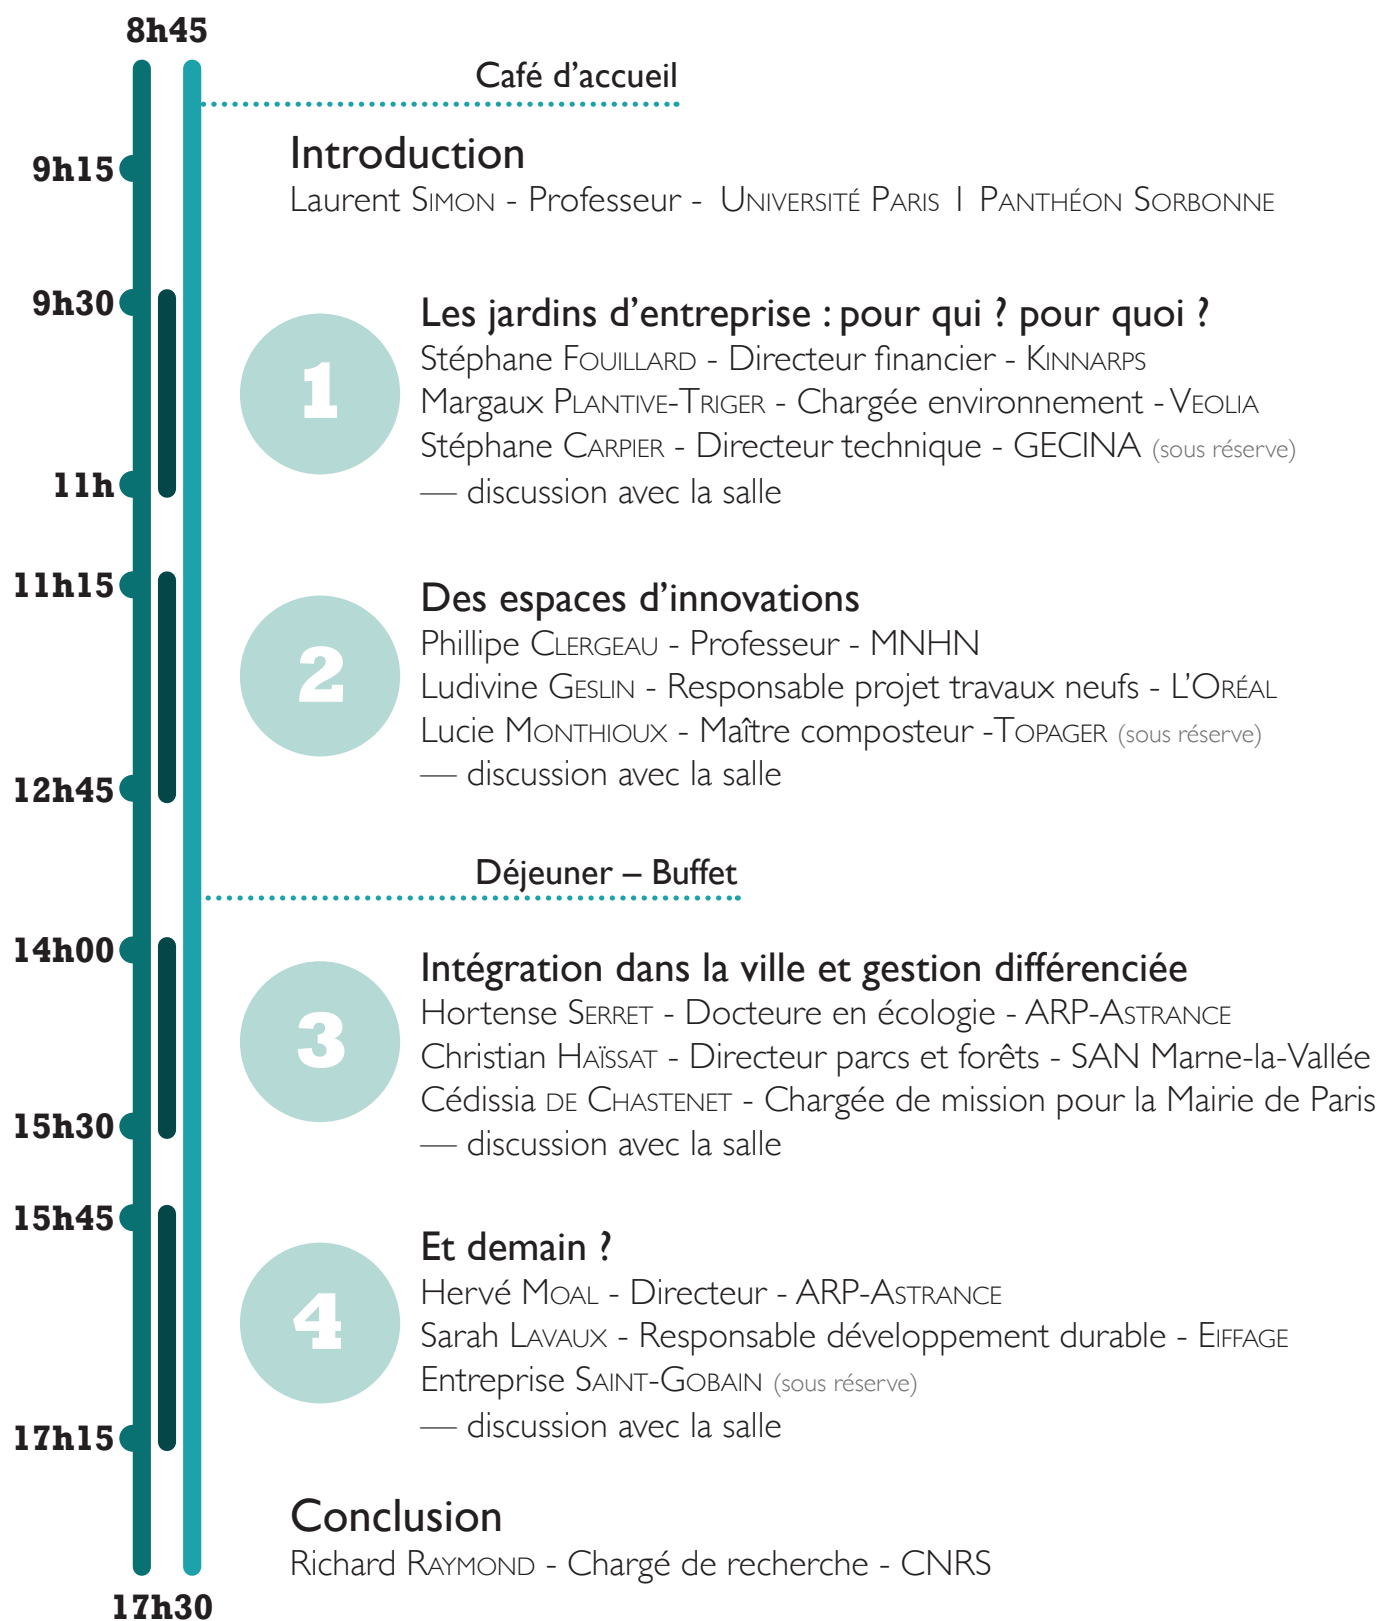 8h45
Café d'accueil
9h15
Introduction
Laurent SIMON - Professeur - UNIVERSITÉ PARIS 1 PANTHÉON SORBONNE
9h30
1
Les jardins d'entreprise : pour qui ? pour quoi ?
Stéphane FOUILLARD - Directeur financier - KINNARPS
Margaux PLANTIVE-TRIGER - Chargée environnement - VEOLIA
Stéphane CARPIER - Directeur technique - GECINA (sous réserve)
11h
— discussion avec la salle
11h15
2
Des espaces d'innovations
Phillipe CLERGEAU - Professeur - MNHN
Ludivine GESLIN - Responsable projet travaux neufs - L'ORÉAL
Lucie MONTHIOUX - Maître composteur -TOPAGER (sous réserve)
— discussion avec la salle
12h45
Déjeuner – Buffet
14h00
3
Intégration dans la ville et gestion différenciée
Hortense SERRET - Docteure en écologie - ARP-ASTRANCE
Christian HAÏSSAT - Directeur parcs et forêts - SAN Marne-la-Vallée
Cédissia DE CHASTENET - Chargée de mission pour la Mairie de Paris
15h30
— discussion avec la salle
15h45
4
Et demain ?
Hervé MOAL - Directeur - ARP-ASTRANCE
Sarah LAVAUX - Responsable développement durable - EIFFAGE
Entreprise SAINT-GOBAIN (sous réserve)
— discussion avec la salle
17h15
Conclusion
Richard RAYMOND - Chargé de recherche - CNRS
17h30